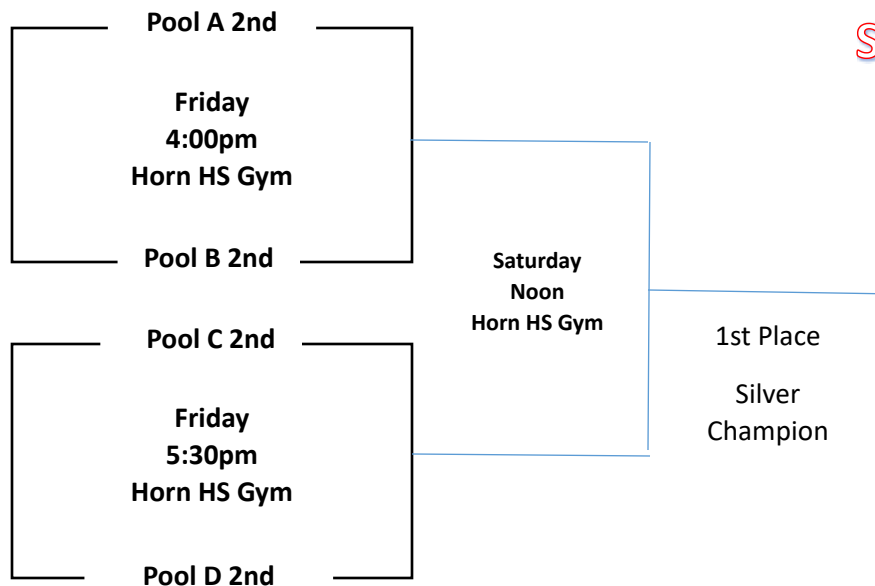 Pool A 2nd
S
Friday
4:00pm
Horn HS Gym
Pool B 2nd
Saturday
Noon
Horn HS Gym
Pool C 2nd
1st Place
Silver
Champion
Friday
5:30pm
Horn HS Gym
Pool D 2nd